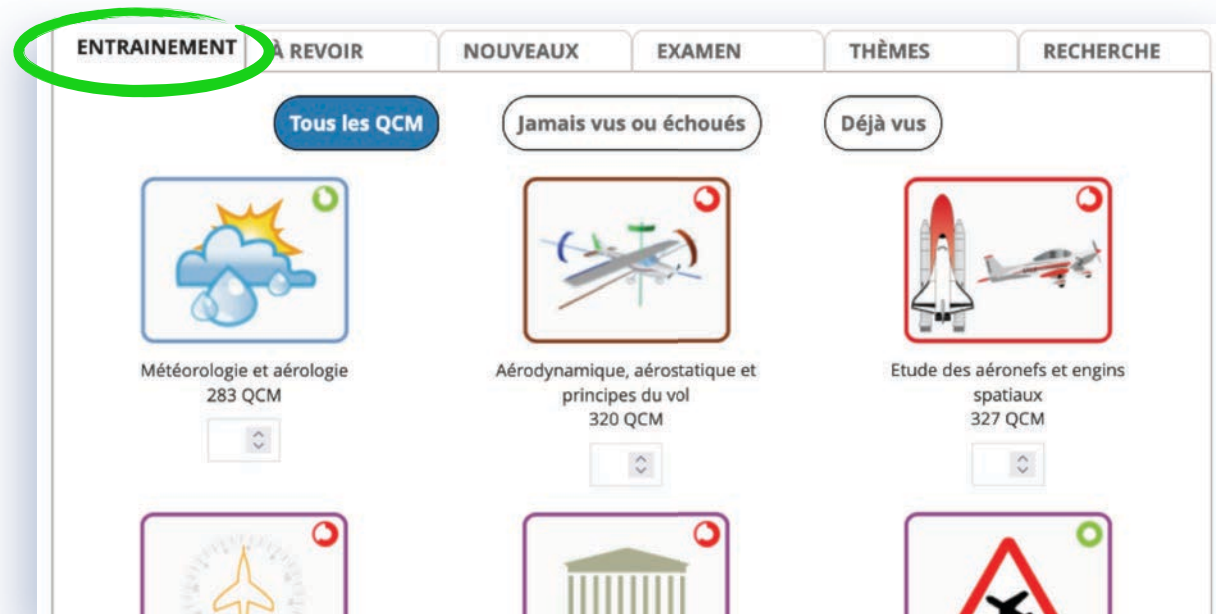 ENTRAINEMENT À REVOIR NOUVEAUX EXAMEN THÈMES RECHERCHE
Tous les QCM Jamais vus ou échoués Déjà vus
Météorologie et aérologie
283 QCM
Aérodynamique, aérostatique et
principes du vol
320 QCM
Etude des aéronefs et engins
spatiaux
327 QCM